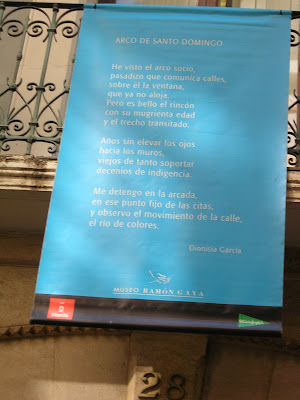 ARCO DE SANTO DOMINGO
He visto el arco sucio,
pasadizo que comunica calles,
sobre él la ventana,
que ya no aloja.
Pero es bello el rincón
con su mugrienta edad
y el trecho transitado.
Años sin elevar los ojos
hacia los muros,
viejos de tanto soportar
decenios de indigencia.
Me detengo en la arcada,
en ese punto fijo de las citas,
y observo el movimiento de la calle,
el río de colores.
Dionisia García
MUSEO RAMÓN GAYA
28